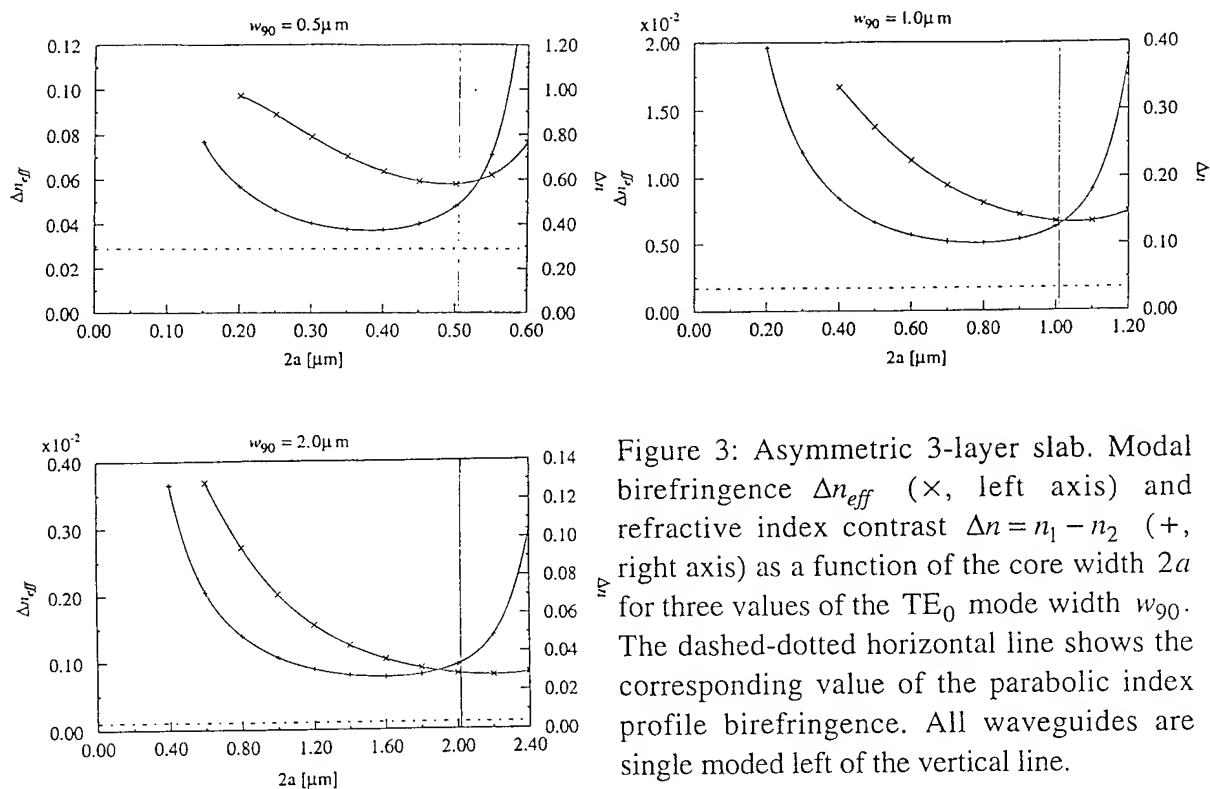 w90 = 0.5μm
0.12
0.10
0.08
0.06
0.04
0.02
0.00
Δneff
1.20
1.00
0.80
0.60
0.40
0.20
0.00
Δn
0.00 0.10 0.20 0.30 0.40 0.50 0.60
2a [μm]
w90 = 1.0μm
x10-2
2.00
1.50
1.00
0.50
0.00
Δneff
0.40
0.30
0.20
0.10
0.00
Δn
0.00 0.20 0.40 0.60 0.80 1.00 1.20
2a [μm]
w90 = 2.0μm
x10-2
0.40
0.30
0.20
0.10
0.00
Δneff
0.14
0.12
0.10
0.08
0.06
0.04
0.02
0.00
Δn
0.00 0.40 0.80 1.20 1.60 2.00 2.40
2a [μm]
Figure 3: Asymmetric 3-layer slab. Modal
birefringence Δneff (×, left axis) and
refractive index contrast Δn = n1 – n2 (+,
right axis) as a function of the core width 2a
for three values of the TE0 mode width w90.
The dashed-dotted horizontal line shows the
corresponding value of the parabolic index
profile birefringence. All waveguides are
single moded left of the vertical line.